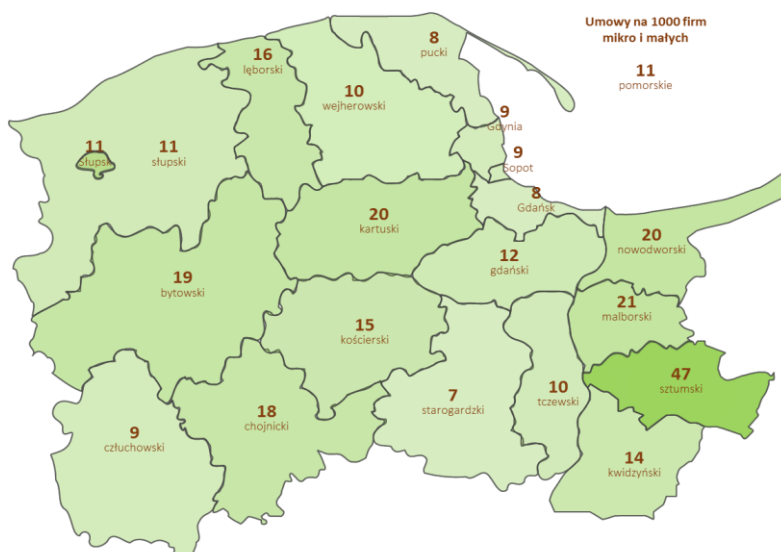 Umowy na 1000 firm
mikro i małych
11
pomorskie
8
pucki
16
lęborski
10
wejherowski
9
Gdynia
9
Sopot
11
Słupsk
11
słupski
8
Gdańsk
20
kartuski
20
nowodworski
12
gdański
19
bytowski
21
malborski
15
kościerski
47
sztumski
7
starogardzki
10
tczewski
18
chojnicki
9
człuchowski
14
kwidzyński